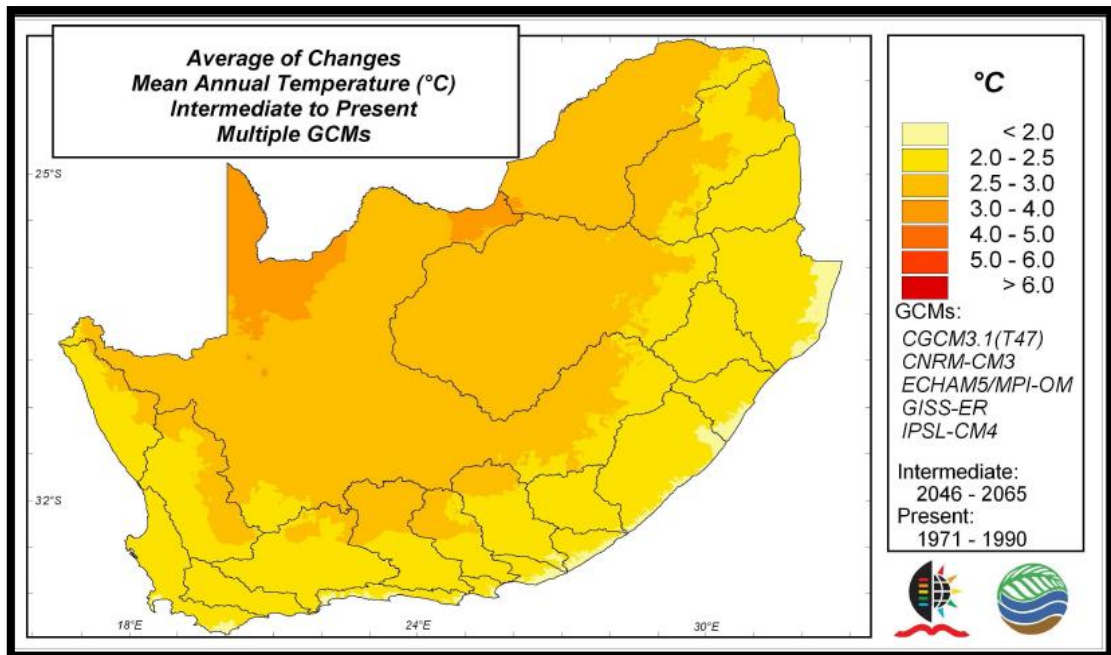 Average of Changes
Mean Annual Temperature (°C)
Intermediate to Present
Multiple GCMs
°C
< 2.0
2.0 - 2.5
2.5 - 3.0
3.0 - 4.0
4.0 - 5.0
5.0 - 6.0
> 6.0
GCMs:
CGCM3.1(T47)
CNRM-CM3
ECHAM5/MPI-OM
GISS-ER
IPSL-CM4
Intermediate:
2046 - 2065
Present:
1971 - 1990
25°S
32°S
18°E
24°E
30°E